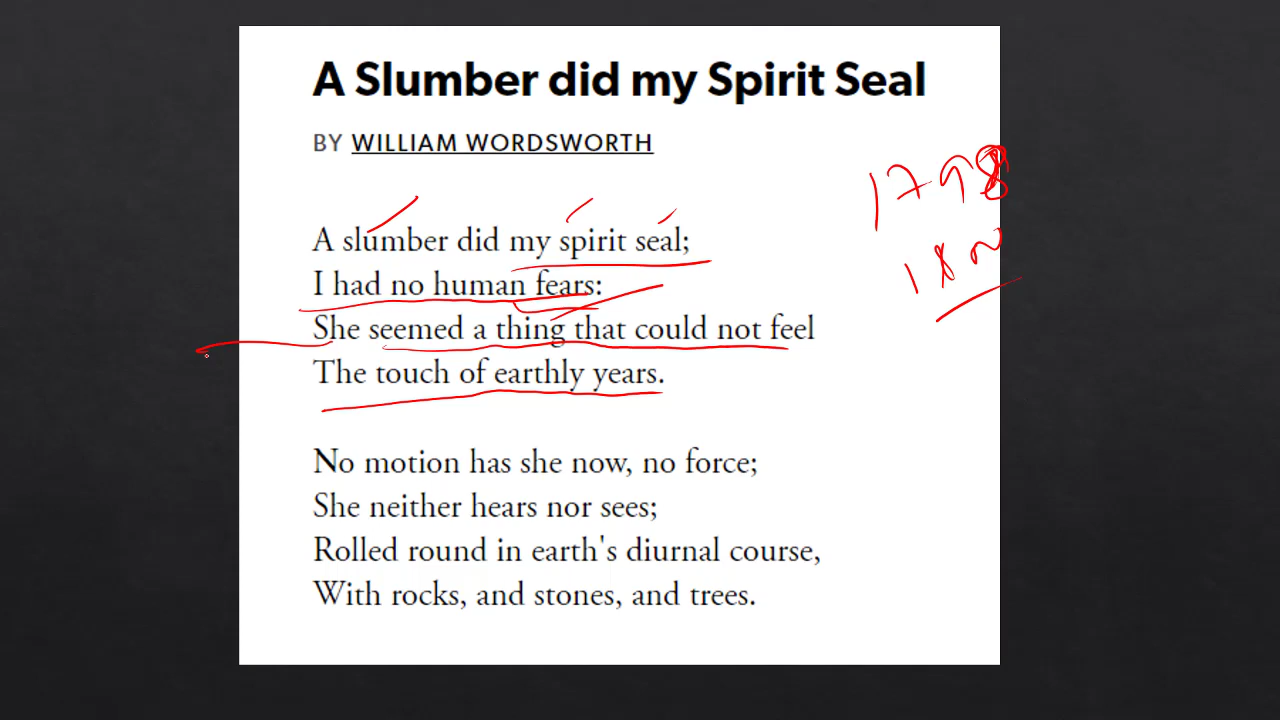 A Slumber did my Spirit Seal
BY WILLIAM WORDSWORTH
1798
A slumber did my spirit seal;
I had no human fears:
She seemed a thing that could not feel
The touch of earthly years.
No motion has she now, no force;
She neither hears nor sees;
Rolled round in earth's diurnal course,
With rocks, and stones, and trees.